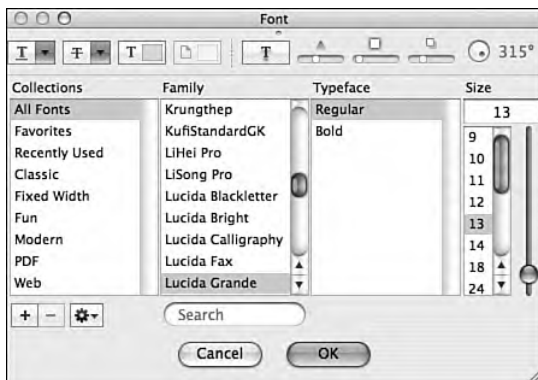 Font
T T T T 315°
Collections Family Typeface Size
All Fonts Krungthep Regular 13
Favorites KufiStandardGK Bold 9
Recently Used LiHei Pro 10
Classic LiSong Pro 11
Fixed Width Lucida Blackletter 12
Fun Lucida Bright 13
Modern Lucida Calligraphy 14
PDF Lucida Fax 18
Web Lucida Grande 24
+ − Search
Cancel OK